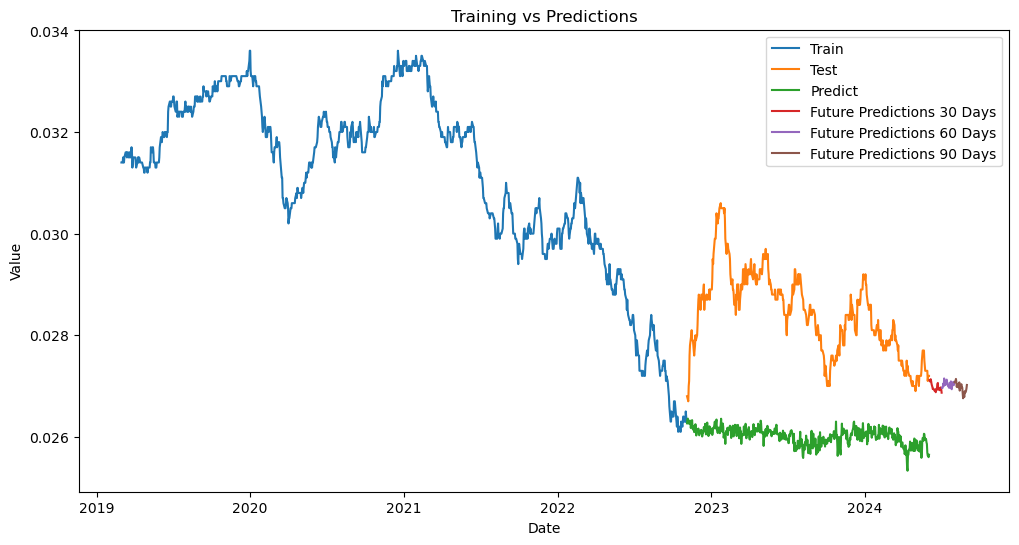 Training vs Predictions
0.034
0.032
0.030
0.028
0.026
Value
Train
Test
Predict
Future Predictions 30 Days
Future Predictions 60 Days
Future Predictions 90 Days
2019
2020
2021
2022
2023
2024
Date